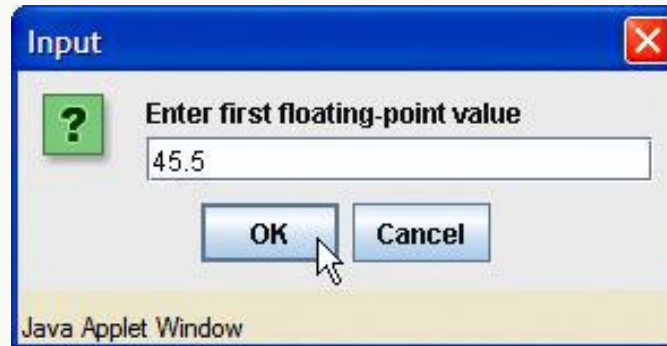 Input
?
Enter first floating-point value
45.5
OK Cancel
Java Applet Window